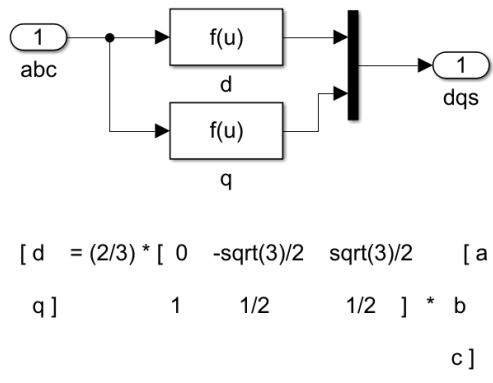 1
abc
f(u)
d
f(u)
q
1
dqs
[ d = (2/3) * [ 0 -sqrt(3)/2 sqrt(3)/2 [ a
q ] 1 1/2 1/2 ] * b
c ]